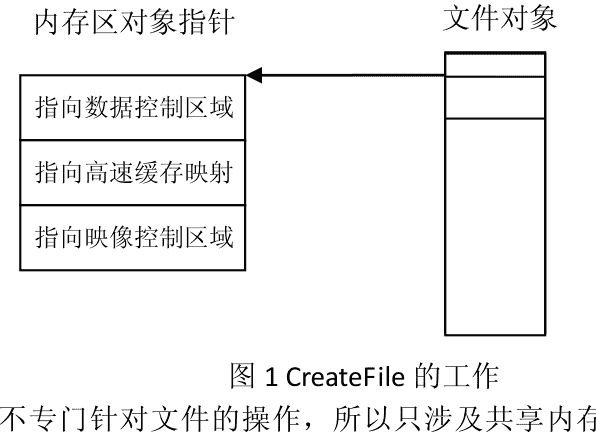 内存区对象指针
文件对象
指向数据控制区域
指向高速缓存映射
指向映像控制区域
图 1 CreateFile 的工作
不专门针对文件的操作，所以只涉及共享内存